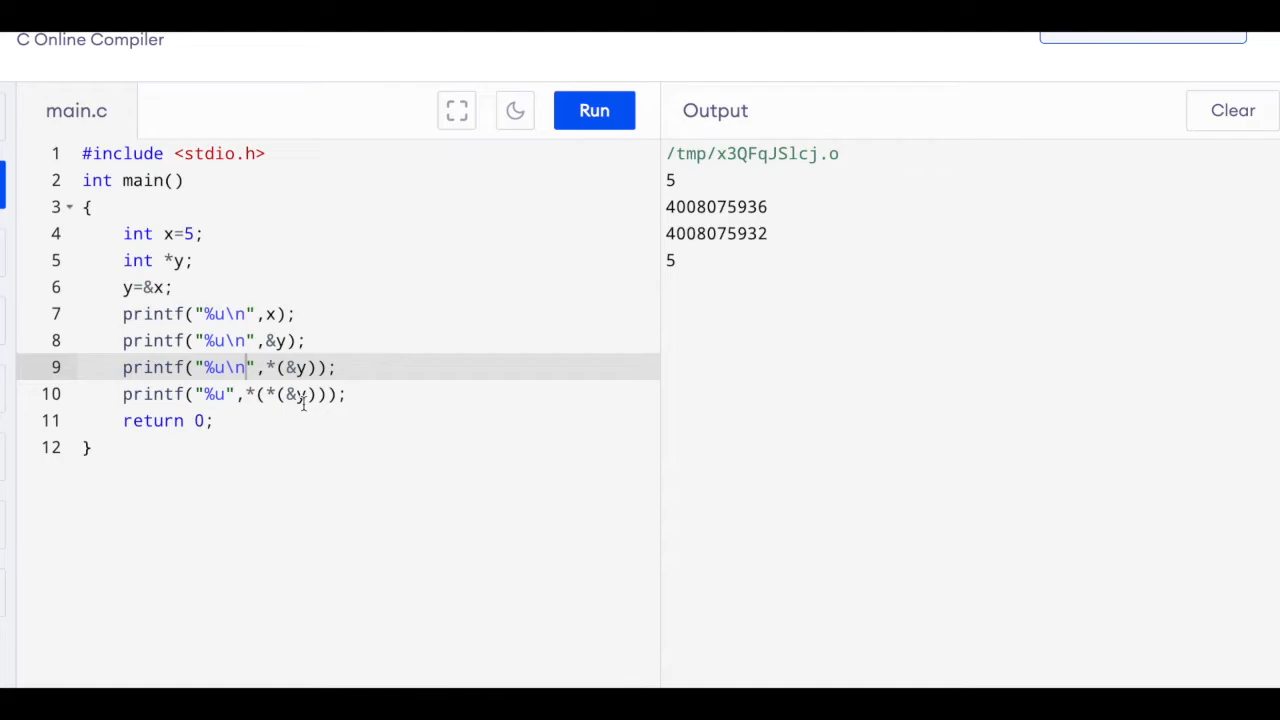 C Online Compiler
main.c
Run
Output
Clear
1 #include <stdio.h>
2 int main()
3 {
4 int x=5;
5 int *y;
6 y=&x;
7 printf("%u\n",x);
8 printf("%u\n",&y);
9 printf("%u\n",*(&y));
10 printf("%u",*(*(&y)));
11 return 0;
12 }
/tmp/x3QFqJSlcj.o
5
4008075936
4008075932
5